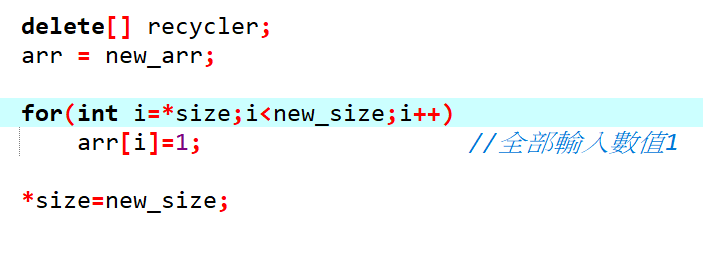 delete[] recycler;
arr = new_arr;
for(int i=*size;i<new_size;i++)
arr[i]=1; //全部輸入數值1
*size=new_size;